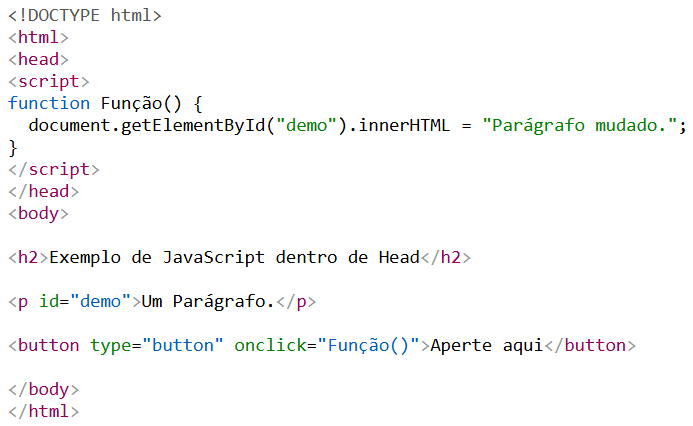 <!DOCTYPE html>
<html>
<head>
<script>
function Função() {
  document.getElementById("demo").innerHTML = "Parágrafo mudado.";
}
</script>
</head>
<body>

<h2>Exemplo de JavaScript dentro de Head</h2>

<p id="demo">Um Parágrafo.</p>

<button type="button" onclick="Função()">Aperte aqui</button>

</body>
</html>